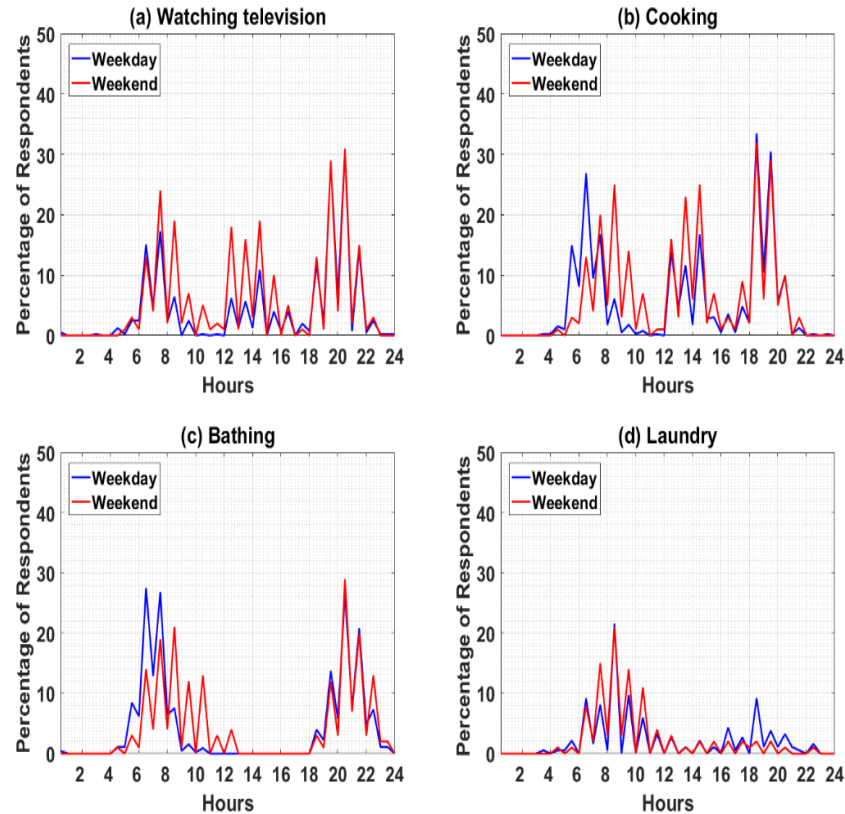 (a) Watching television
50
40
30
20
10
0
Percentage of Respondents
Weekday
Weekend
2 4 6 8 10 12 14 16 18 20 22 24
Hours
(b) Cooking
50
40
30
20
10
0
Percentage of Respondents
Weekday
Weekend
2 4 6 8 10 12 14 16 18 20 22 24
Hours
(c) Bathing
50
40
30
20
10
0
Percentage of Respondents
Weekday
Weekend
2 4 6 8 10 12 14 16 18 20 22 24
Hours
(d) Laundry
50
40
30
20
10
0
Percentage of Respondents
Weekday
Weekend
2 4 6 8 10 12 14 16 18 20 22 24
Hours